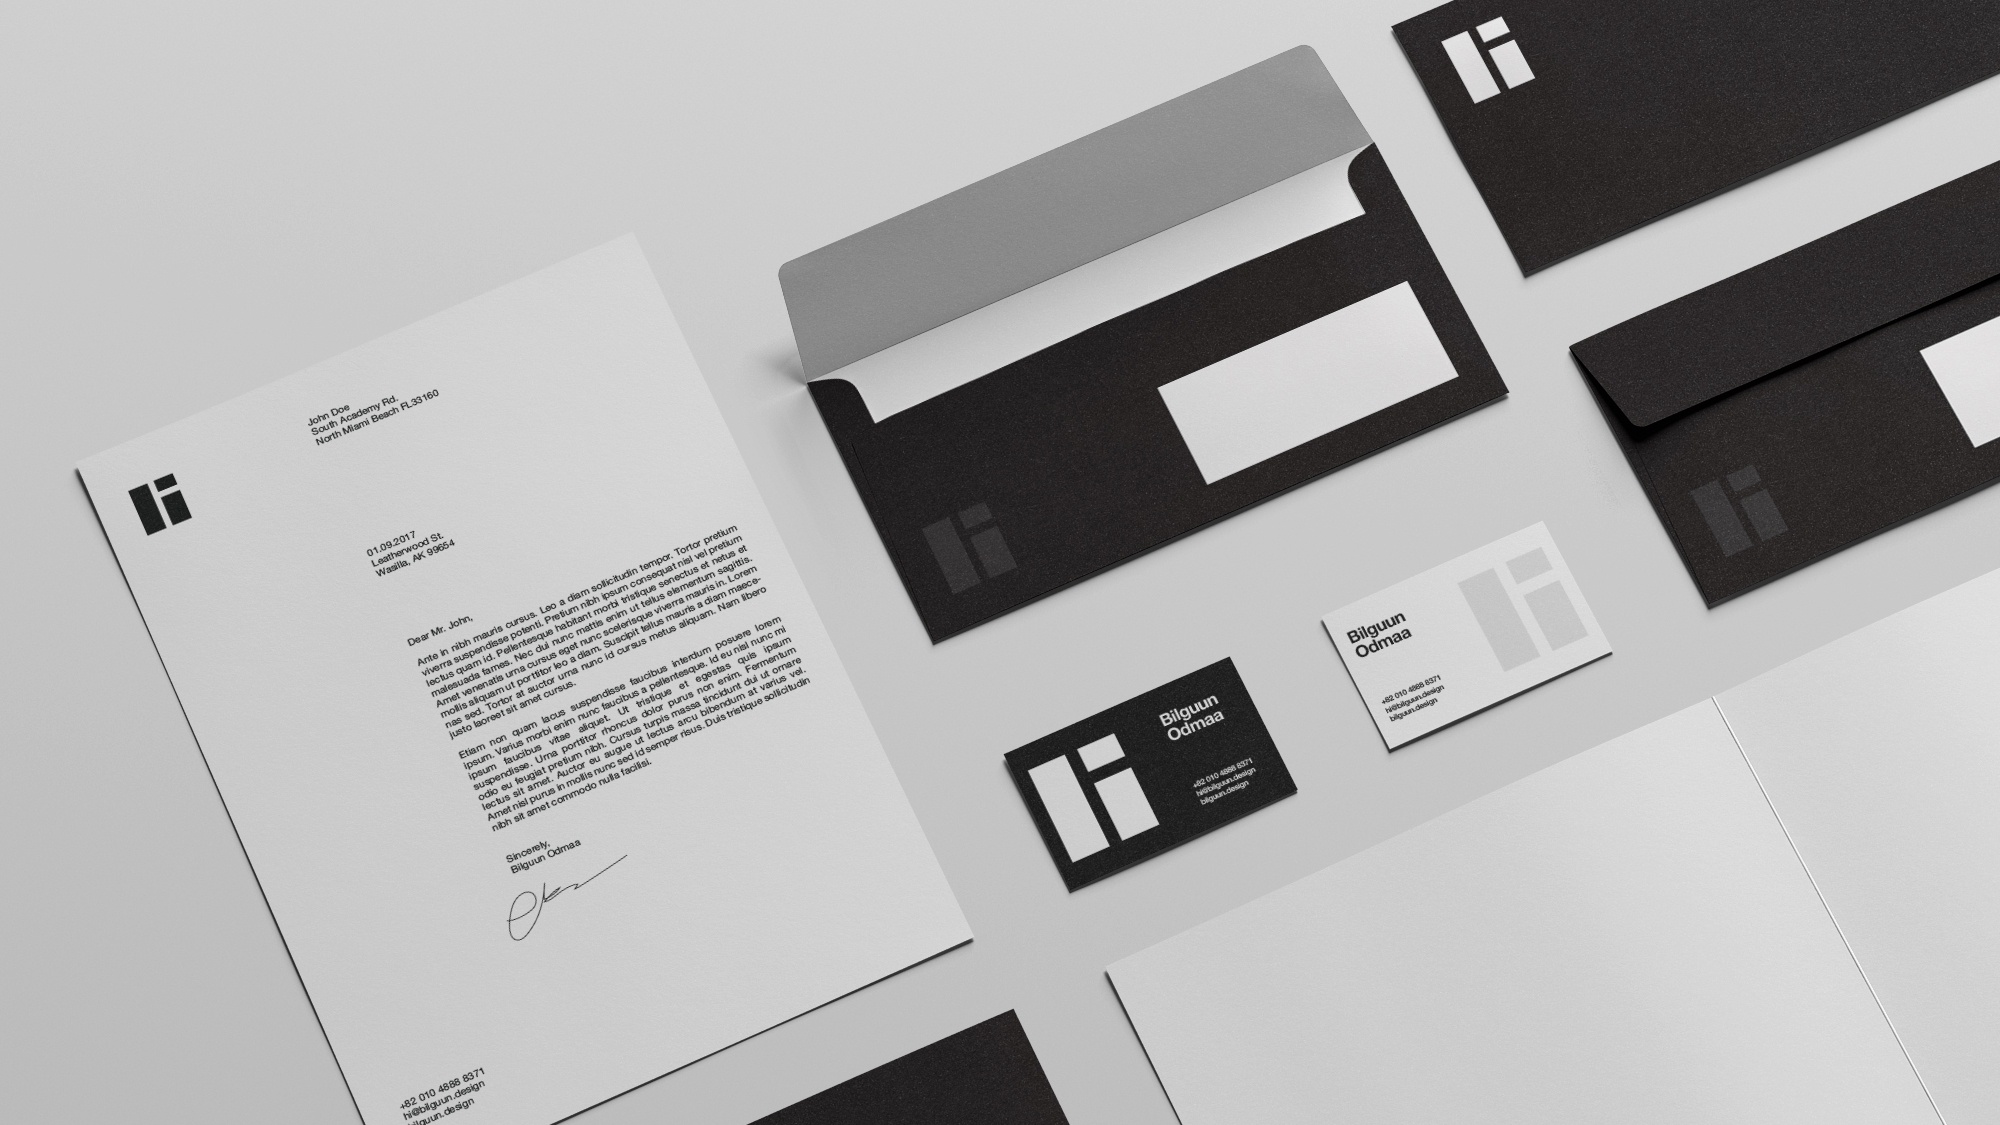 John Doe
South Academy Rd.
North Miami Beach FL33160
01.09.2017
Leatherwood St.
Wasilla, AK 99654
Dear Mr. John,
Ante in nibh mauris cursus. Leo a diam sollicitudin tempor. Tortor pretium
viverra suspendisse potenti. Pretium nibh ipsum consequat nisl vel pretium
lectus quam id. Pellentesque habitant morbi tristique senectus et netus et
malesuada fames. Nec dui nunc mattis enim ut tellus elementum sagittis.
Amet venenatis urna cursus eget nunc scelerisque viverra mauris in. Lorem
mollis aliquam ut porttitor leo a diam. Suscipit tellus mauris a diam maece-
nas sed. Tortor at auctor urna nunc id cursus metus aliquam. Nam libero
justo laoreet sit amet cursus.
Etiam non quam lacus suspendisse faucibus interdum posuere lorem
ipsum. Varius morbi enim nunc faucibus a pellentesque. Id eu nisl nunc mi
ipsum faucibus vitae aliquet. Ut tristique et egestas quis ipsum
suspendisse. Urna porttitor rhoncus dolor purus non enim. Fermentum
odio eu feugiat pretium nibh. Cursus turpis massa tincidunt dui ut ornare
lectus sit amet. Auctor eu augue ut lectus arcu bibendum at varius vel.
Amet nisl purus in mollis nunc sed id semper risus. Duis tristique sollicitudin
nibh sit amet commodo nulla facilisi.
Sincerely,
Bilguun Odmaa
+82 010 4888 8371
hi@bilguun.design
bilguun.design
Bilguun
Odmaa
+82 010 4888 8371
hi@bilguun.design
bilguun.design
Bilguun
Odmaa
+82 010 4888 8371
hi@bilguun.design
bilguun.design